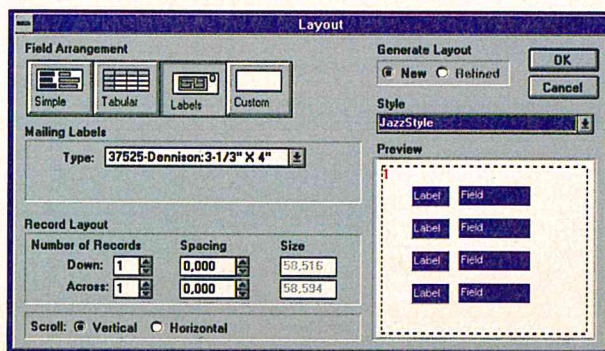 Layout
Field Arrangement
Simple Tabular Labels Custom
Generate Layout
New Refined
OK
Cancel
Style
JazzStyle
Mailing Labels
Type: 37525-Dennison:3-1/3" X 4"
Preview
1
Label Field
Label Field
Label Field
Label Field
Record Layout
Number of Records Spacing Size
Down: 1 0,000 58,516
Across: 1 0,000 58,594
Scroll: Vertical Horizontal